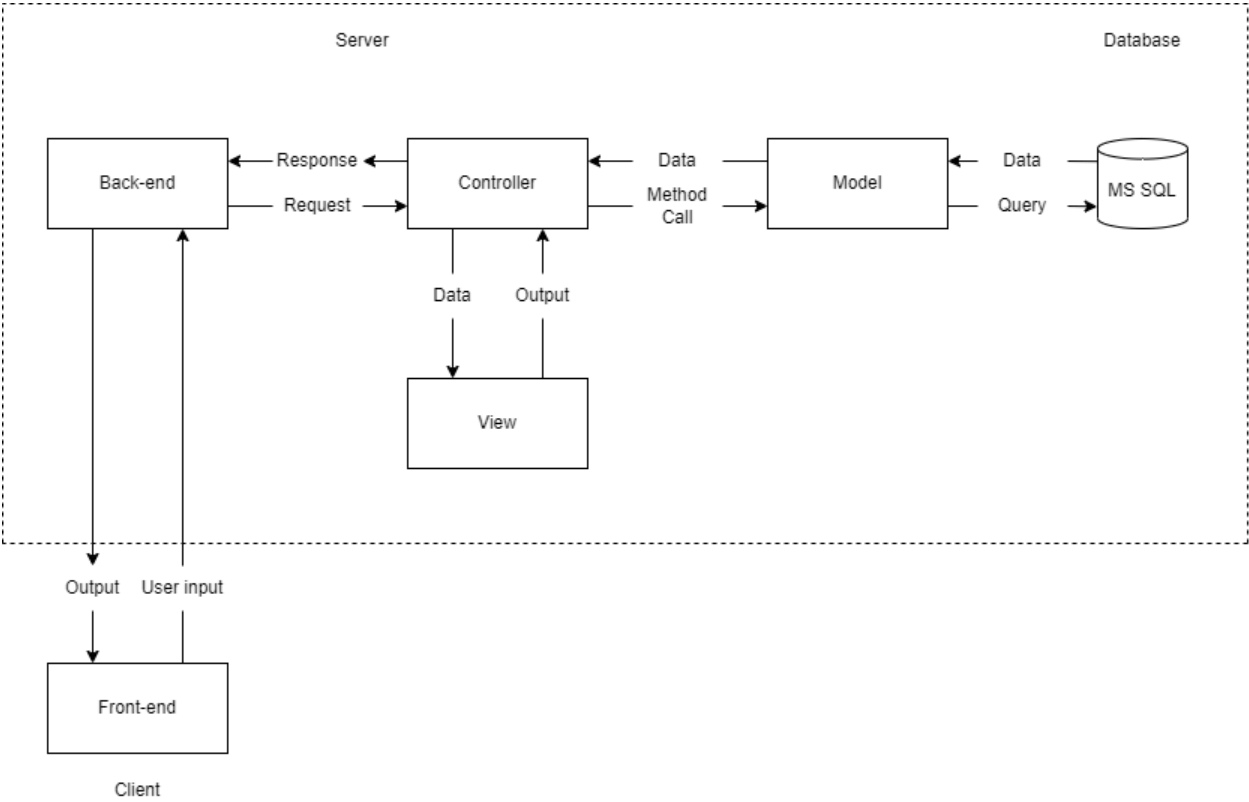 Server
Database
Response
Data
Data
Back-end
Controller
Model
MS SQL
Request
Method
Call
Query
Data
Output
View
Output
User input
Front-end
Client